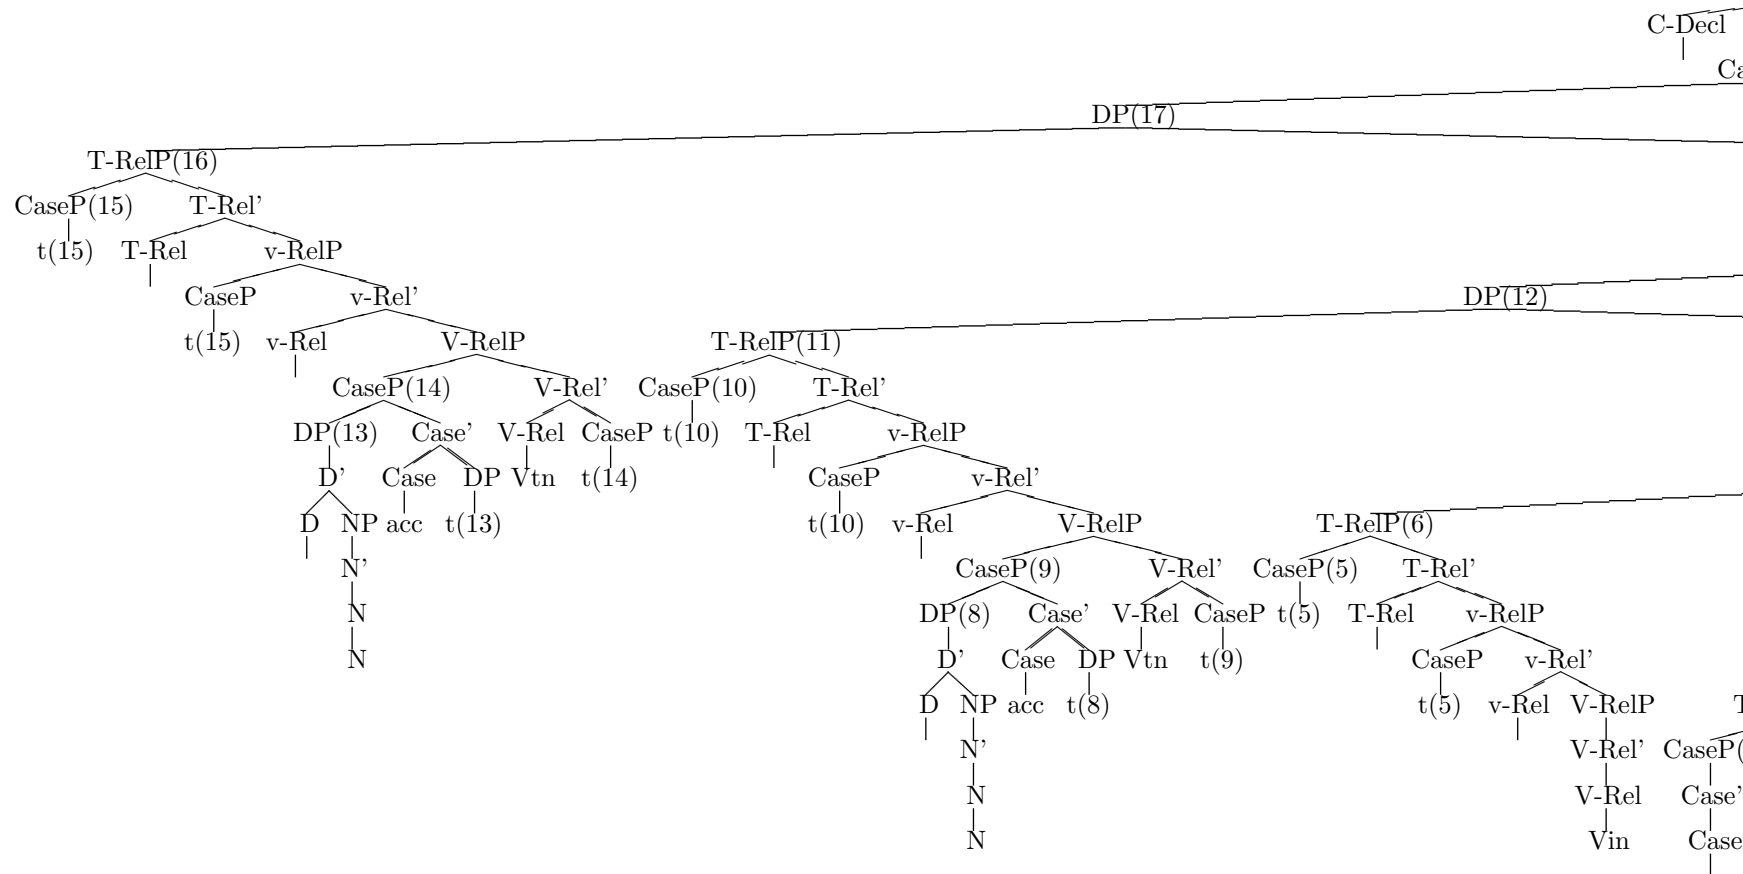 C-Decl
Ca
DP(17)
T-RelP(16)
CaseP(15) T-Rel'
t(15) T-Rel v-RelP
CaseP v-Rel' DP(12)
t(15) v-Rel V-RelP T-RelP(11)
CaseP(14) V-Rel' CaseP(10) T-Rel'
DP(13) Case' V-Rel CaseP t(10) T-Rel v-RelP
D' Case DP Vtn t(14) CaseP v-Rel'
D NP acc t(13) t(10) v-Rel V-RelP T-RelP(6)
N' CaseP(9) V-Rel' CaseP(5) T-Rel'
N DP(8) Case' V-Rel CaseP t(5) T-Rel v-RelP
N D' Case DP Vtn t(9) CaseP v-Rel'
D NP acc t(8) t(5) v-Rel V-RelP T
N' V-Rel' CaseP(
N V-Rel Case'
N Vin Case